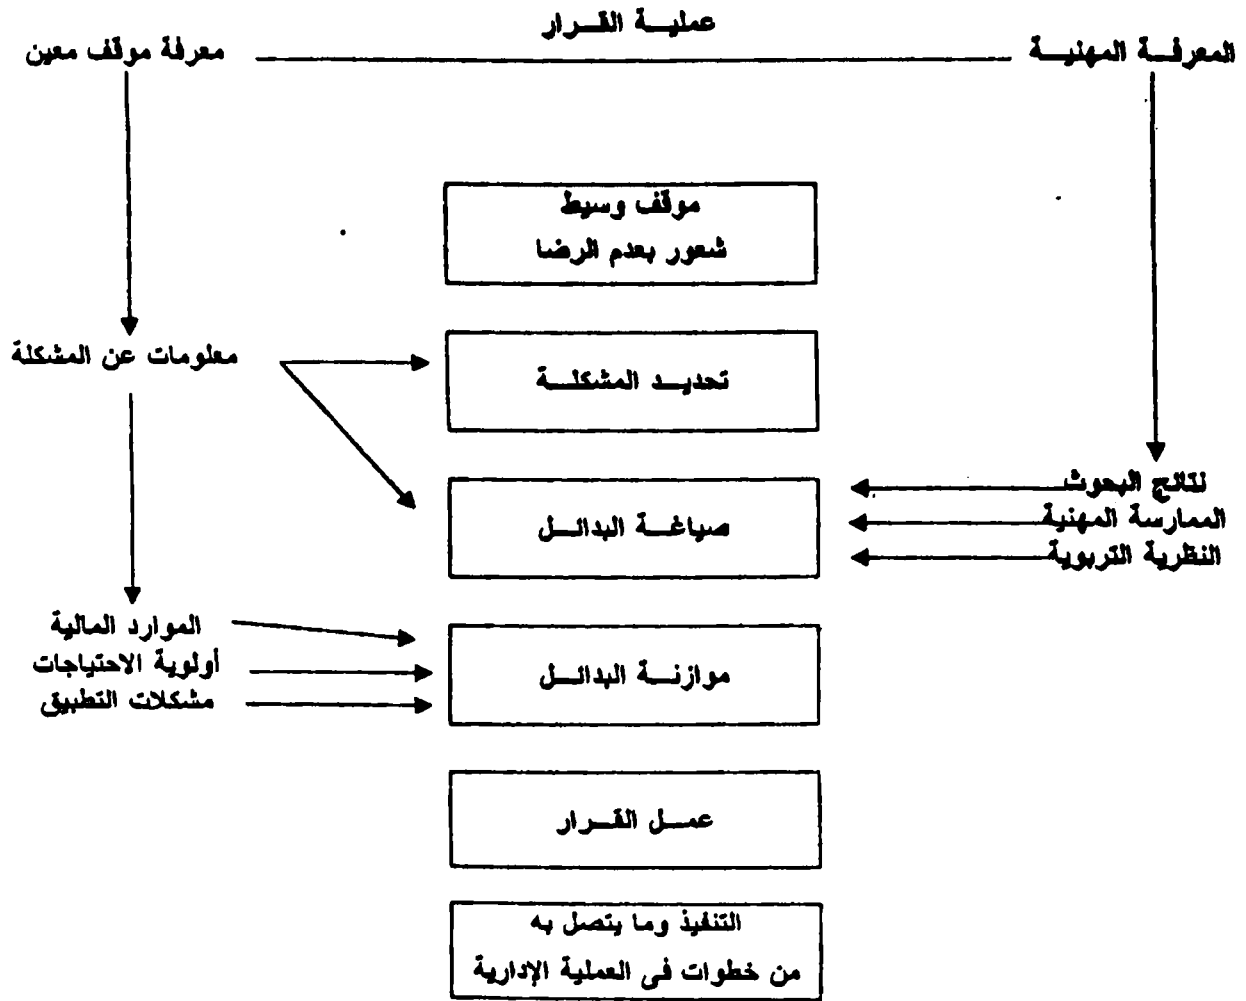 عملية القرار
المعرفة المهنية
معرفة موقف معين
موقف وسيط
شعور بعدم الرضا
معلومات عن المشكلة
تحديد المشكلة
نتائج البحوث
الممارسة المهنية
النظرية التربوية
صياغة البدائل
الموارد المالية
أولوية الاحتياجات
مشكلات التطبيق
موازنة البدائل
عمل القرار
التنفيذ وما يتصل به
من خطوات فى العملية الإدارية